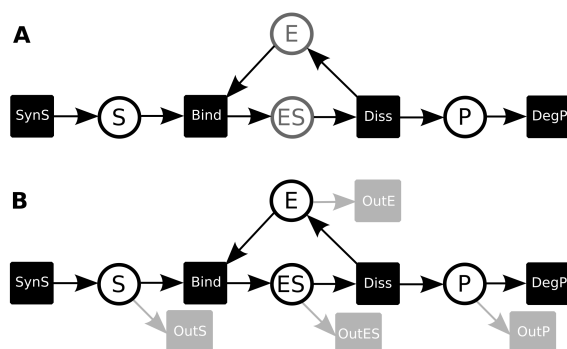 A
E
SynS S Bind ES Diss P DegP
B
E OutE
SynS S Bind ES Diss P DegP
OutS OutES OutP